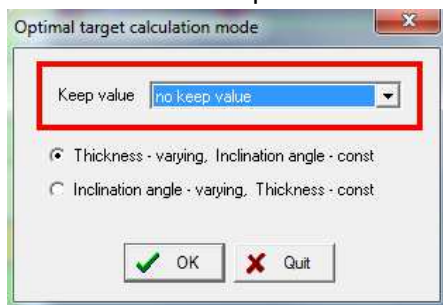 Optimal target calculation mode
Keep value no keep value
Thickness - varying, Inclination angle - const
Inclination angle - varying, Thickness - const
OK Quit